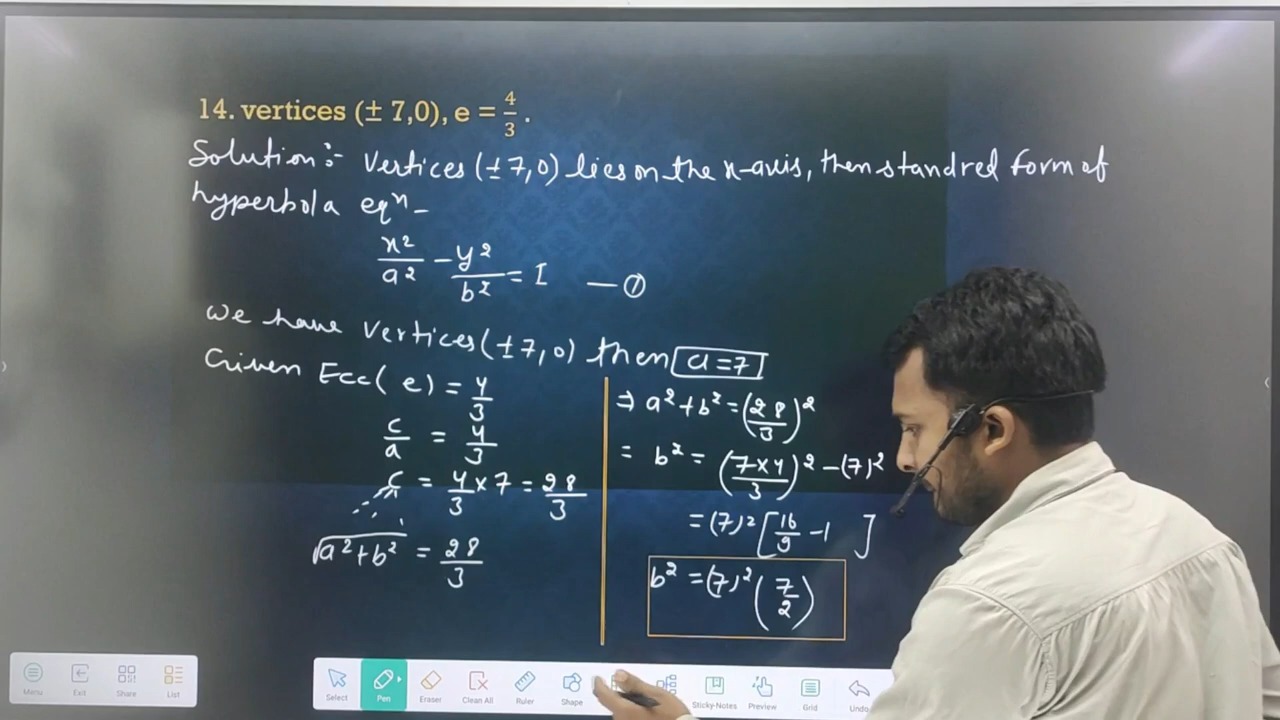 14. vertices (± 7,0), e = 4/3 .
Solution :- Vertices (±7,0) lies on the x-axis, then standred form of
hyperbola eqⁿ -
x²/a² - y²/b² = 1 — ①
We have Vertices (±7,0) then a=7
Given Ecc( e) = 4/3
c/a = 4/3
c = 4/3 × 7 = 28/3
√a²+b² = 28/3
⇒ a²+b² = (28/3)²
= b² = (7×4/3)² - (7)²
= (7)² [16/9 - 1 ]
b² = (7)² (7/2)
Menu
Exit
Share
List
Select
Pen
Eraser
Clean All
Ruler
Shape
Sticky-Notes
Preview
Grid
Undo